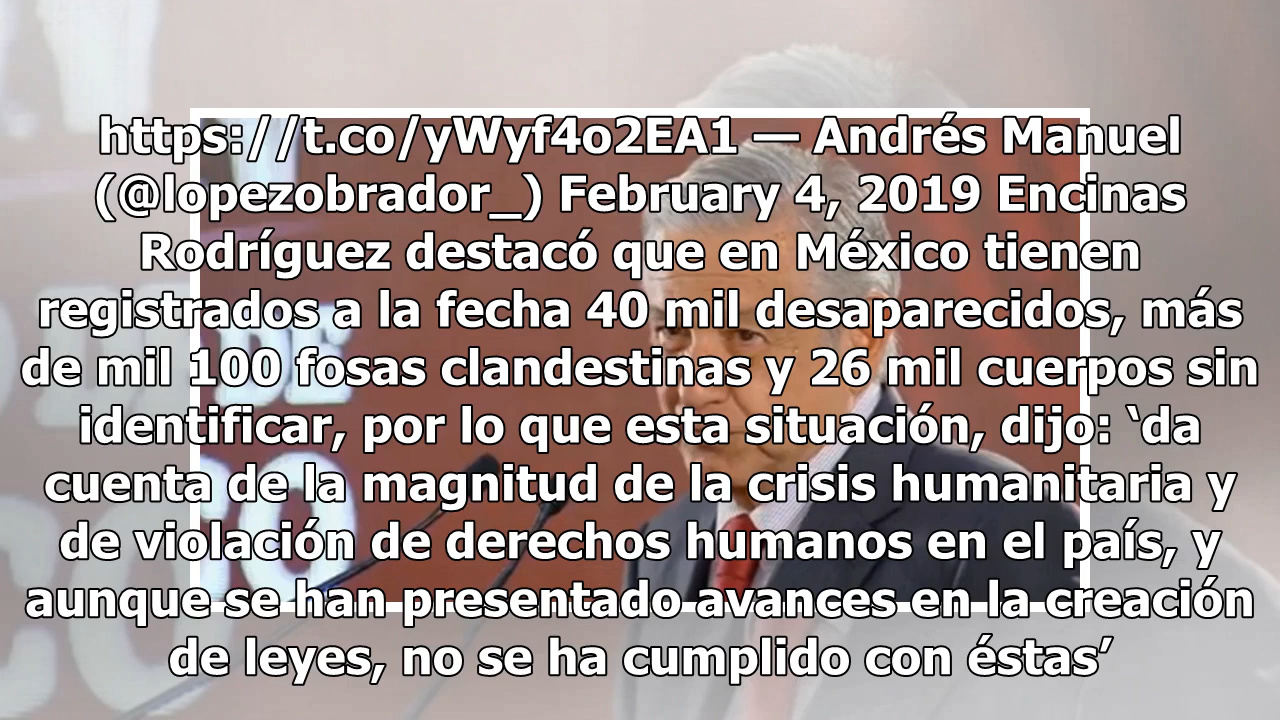 https://t.co/yWyf4o2EA1 — Andrés Manuel
(@lopezobrador_) February 4, 2019 Encinas
Rodríguez destacó que en México tienen
registrados a la fecha 40 mil desaparecidos, más
de mil 100 fosas clandestinas y 26 mil cuerpos sin
identificar, por lo que esta situación, dijo: ‘da
cuenta de la magnitud de la crisis humanitaria y
de violación de derechos humanos en el país, y
aunque se han presentado avances en la creación
de leyes, no se ha cumplido con éstas’